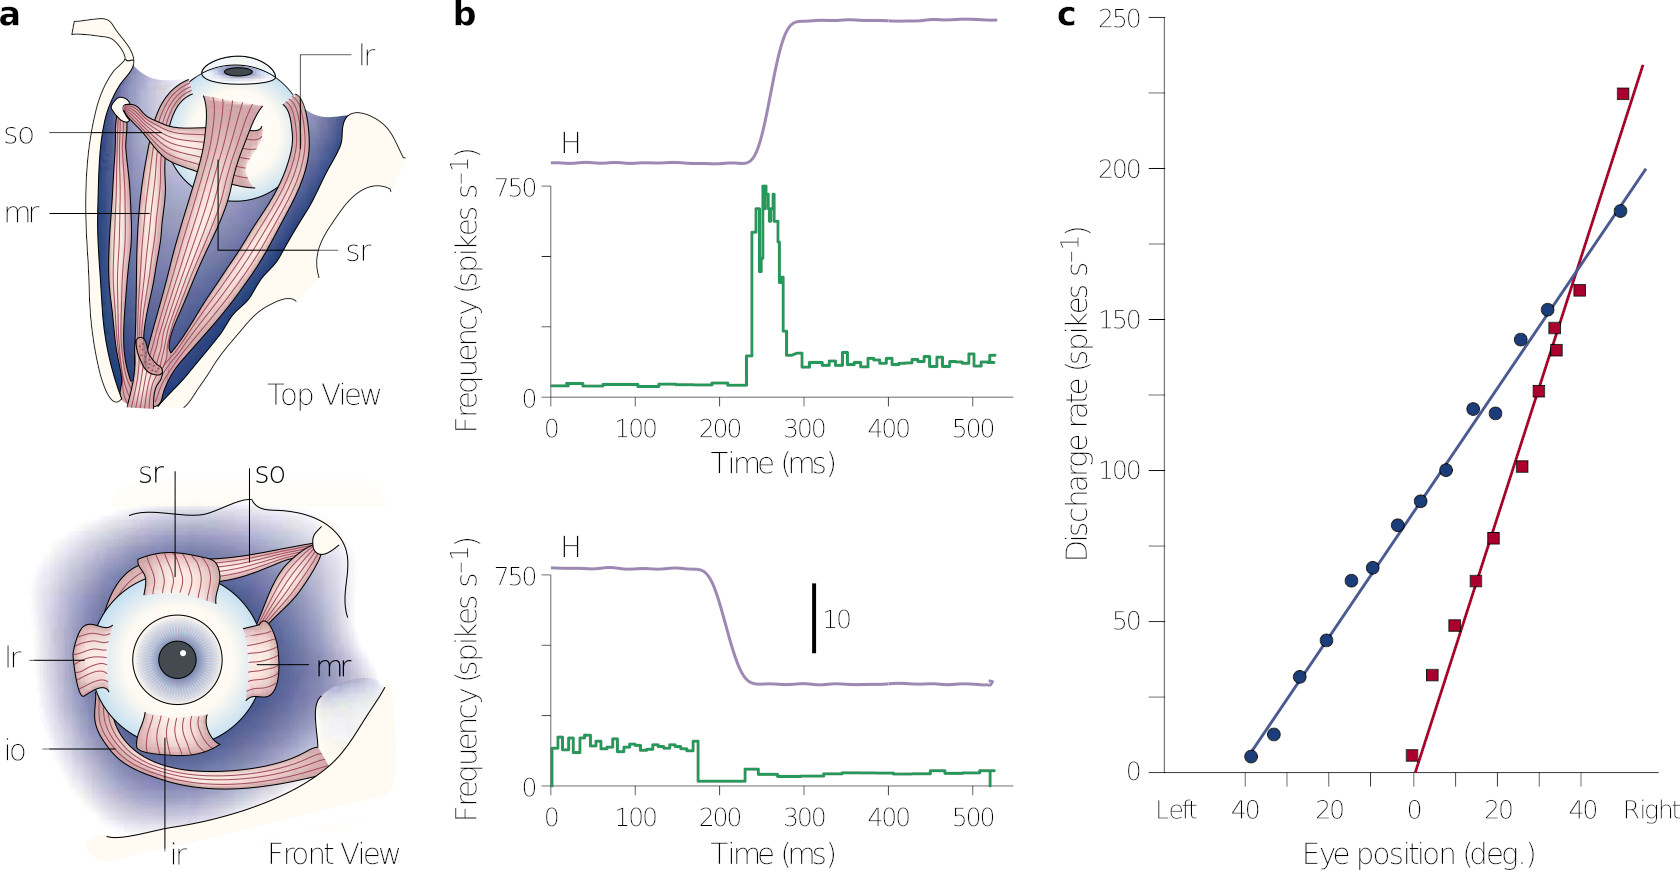 a
lr
so
mr
sr
Top View
sr
so
lr
mr
io
ir
Front View
b
H
750
0
Frequency (spikes s⁻¹)
0 100 200 300 400 500
Time (ms)
H
750
10
0
Frequency (spikes s⁻¹)
0 100 200 300 400 500
Time (ms)
c
250
200
150
100
50
0
Discharge rate (spikes s⁻¹)
Left 40 20 0 20 40 Right
Eye position (deg.)